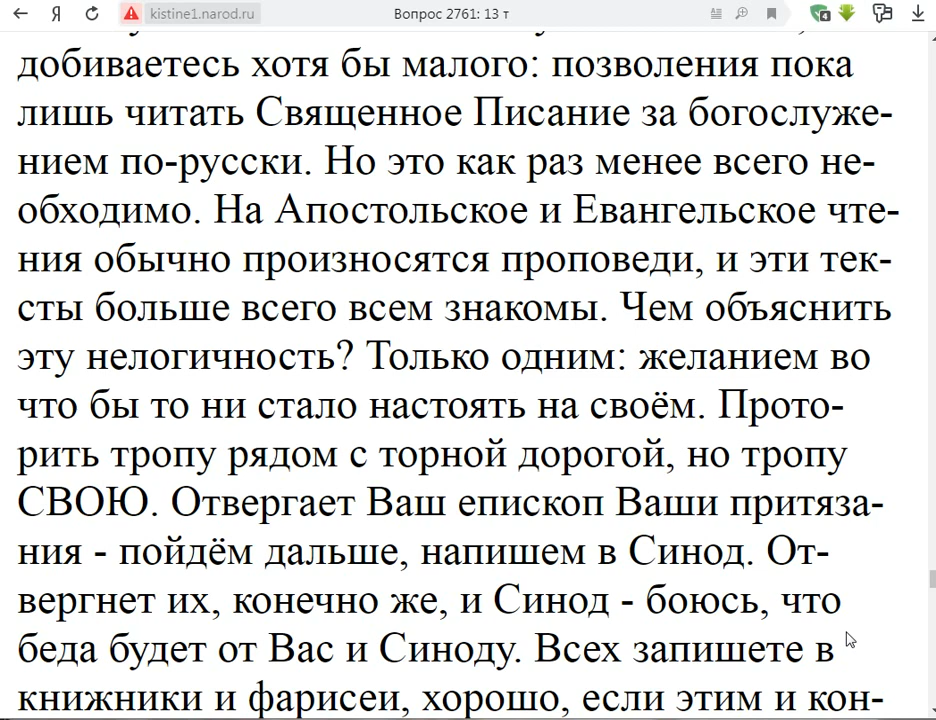 kistine1.narod.ru
Вопрос 2761: 13 т
4
добиваетесь хотя бы малого: позволения пока
лишь читать Священное Писание за богослуже-
нием по-русски. Но это как раз менее всего не-
обходимо. На Апостольское и Евангельское чте-
ния обычно произносятся проповеди, и эти тек-
сты больше всего всем знакомы. Чем объяснить
эту нелогичность? Только одним: желанием во
что бы то ни стало настоять на своём. Прото-
рить тропу рядом с торной дорогой, но тропу
СВОЮ. Отвергает Ваш епископ Ваши притяза-
ния - пойдём дальше, напишем в Синод. От-
вергнет их, конечно же, и Синод - боюсь, что
беда будет от Вас и Синоду. Всех запишете в
книжники и фарисеи, хорошо, если этим и кон-